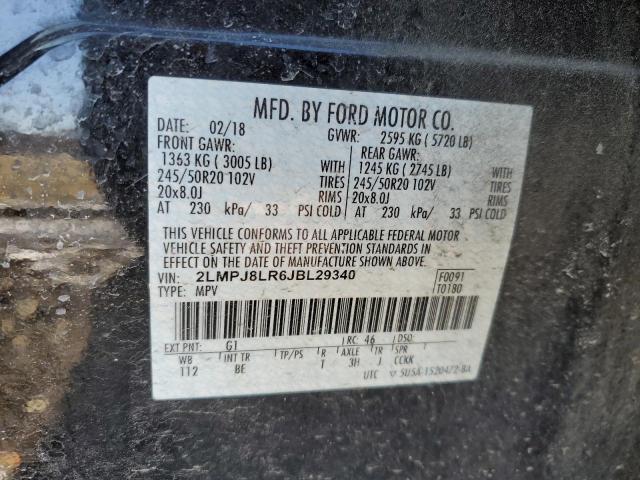 MFD. BY FORD MOTOR CO.
DATE: 02/18 GVWR: 2595 KG ( 5720 LB)
FRONT GAWR: REAR GAWR:
1363 KG ( 3005 LB) WITH 1245 KG ( 2745 LB) WITH
245/50R20 102V TIRES 245/50R20 102V TIRES
20x8.0J RIMS 20x8.0J RIMS
AT 230 kPa/ 33 PSI COLD AT 230 kPa/ 33 PSI COLD
THIS VEHICLE CONFORMS TO ALL APPLICABLE FEDERAL MOTOR
VEHICLE SAFETY AND THEFT PREVENTION STANDARDS IN
EFFECT ON THE DATE OF MANUFACTURE SHOWN ABOVE.
VIN: 2LMPJ8LR6JBL29340 F0091
TYPE: MPV T0180
EXT PNT: G1 RC: 46 DSO:
WB INT TR TP/PS R AXLE TR SPR
112 BE T 3H J CCKK
UTC 5U5A-1520472-BA